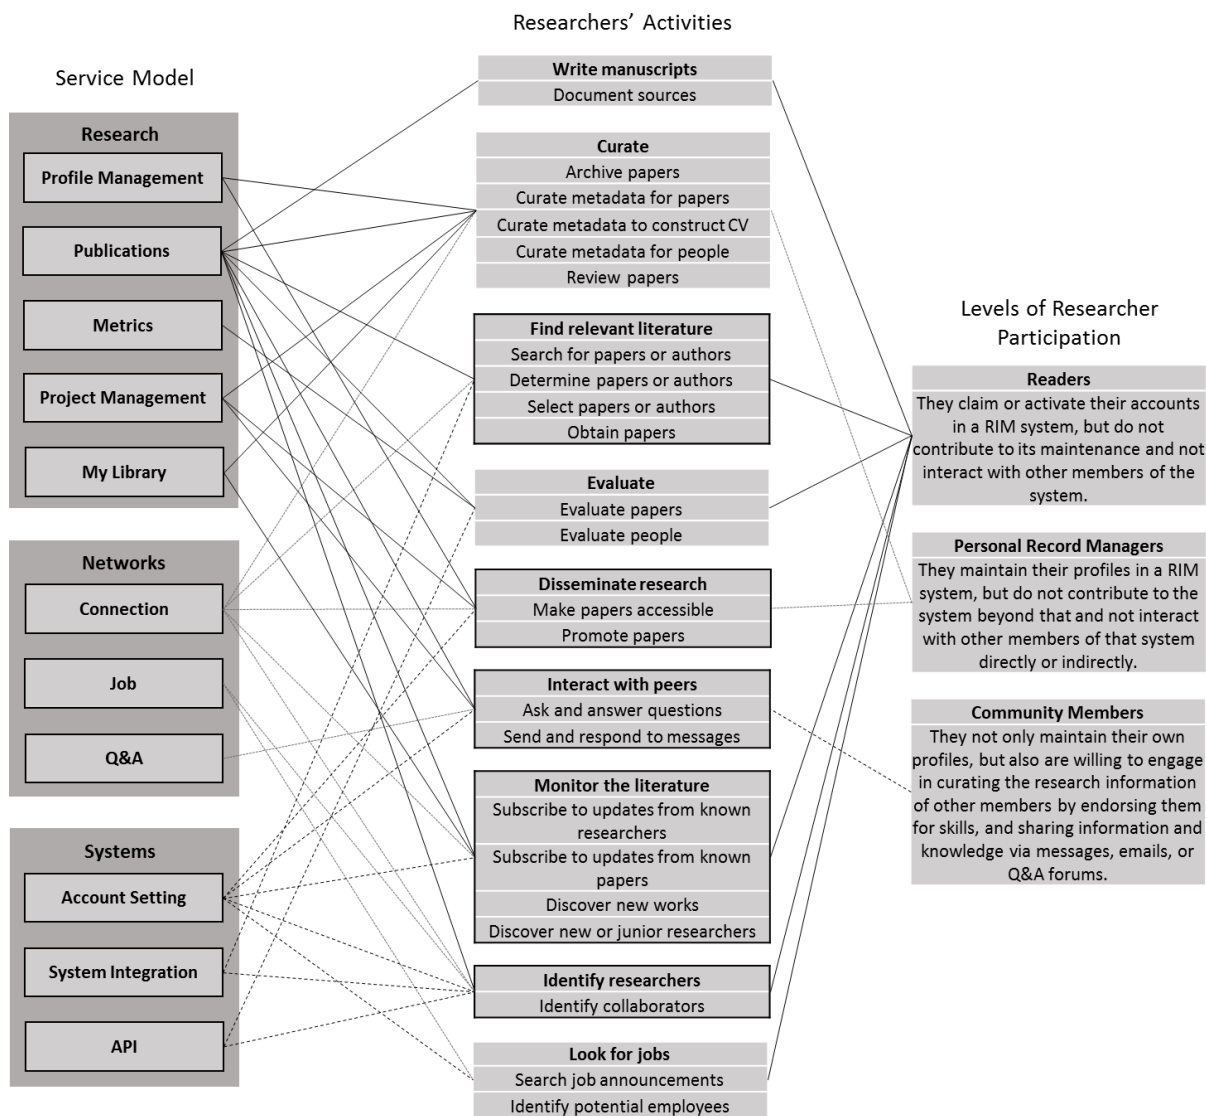 Service Model
Research
Profile Management
Publications
Metrics
Project Management
My Library
Networks
Connection
Job
Q&A
Systems
Account Setting
System Integration
API
Researchers’ Activities
Write manuscripts
Document sources
Curate
Archive papers
Curate metadata for papers
Curate metadata to construct CV
Curate metadata for people
Review papers
Find relevant literature
Search for papers or authors
Determine papers or authors
Select papers or authors
Obtain papers
Evaluate
Evaluate papers
Evaluate people
Disseminate research
Make papers accessible
Promote papers
Interact with peers
Ask and answer questions
Send and respond to messages
Monitor the literature
Subscribe to updates from known
researchers
Subscribe to updates from known
papers
Discover new works
Discover new or junior researchers
Identify researchers
Identify collaborators
Look for jobs
Search job announcements
Identify potential employees
Levels of Researcher
Participation
Readers
They claim or activate their accounts
in a RIM system, but do not
contribute to its maintenance and not
interact with other members of the
system.
Personal Record Managers
They maintain their profiles in a RIM
system, but do not contribute to the
system beyond that and not interact
with other members of that system
directly or indirectly.
Community Members
They not only maintain their own
profiles, but also are willing to engage
in curating the research information
of other members by endorsing them
for skills, and sharing information and
knowledge via messages, emails, or
Q&A forums.